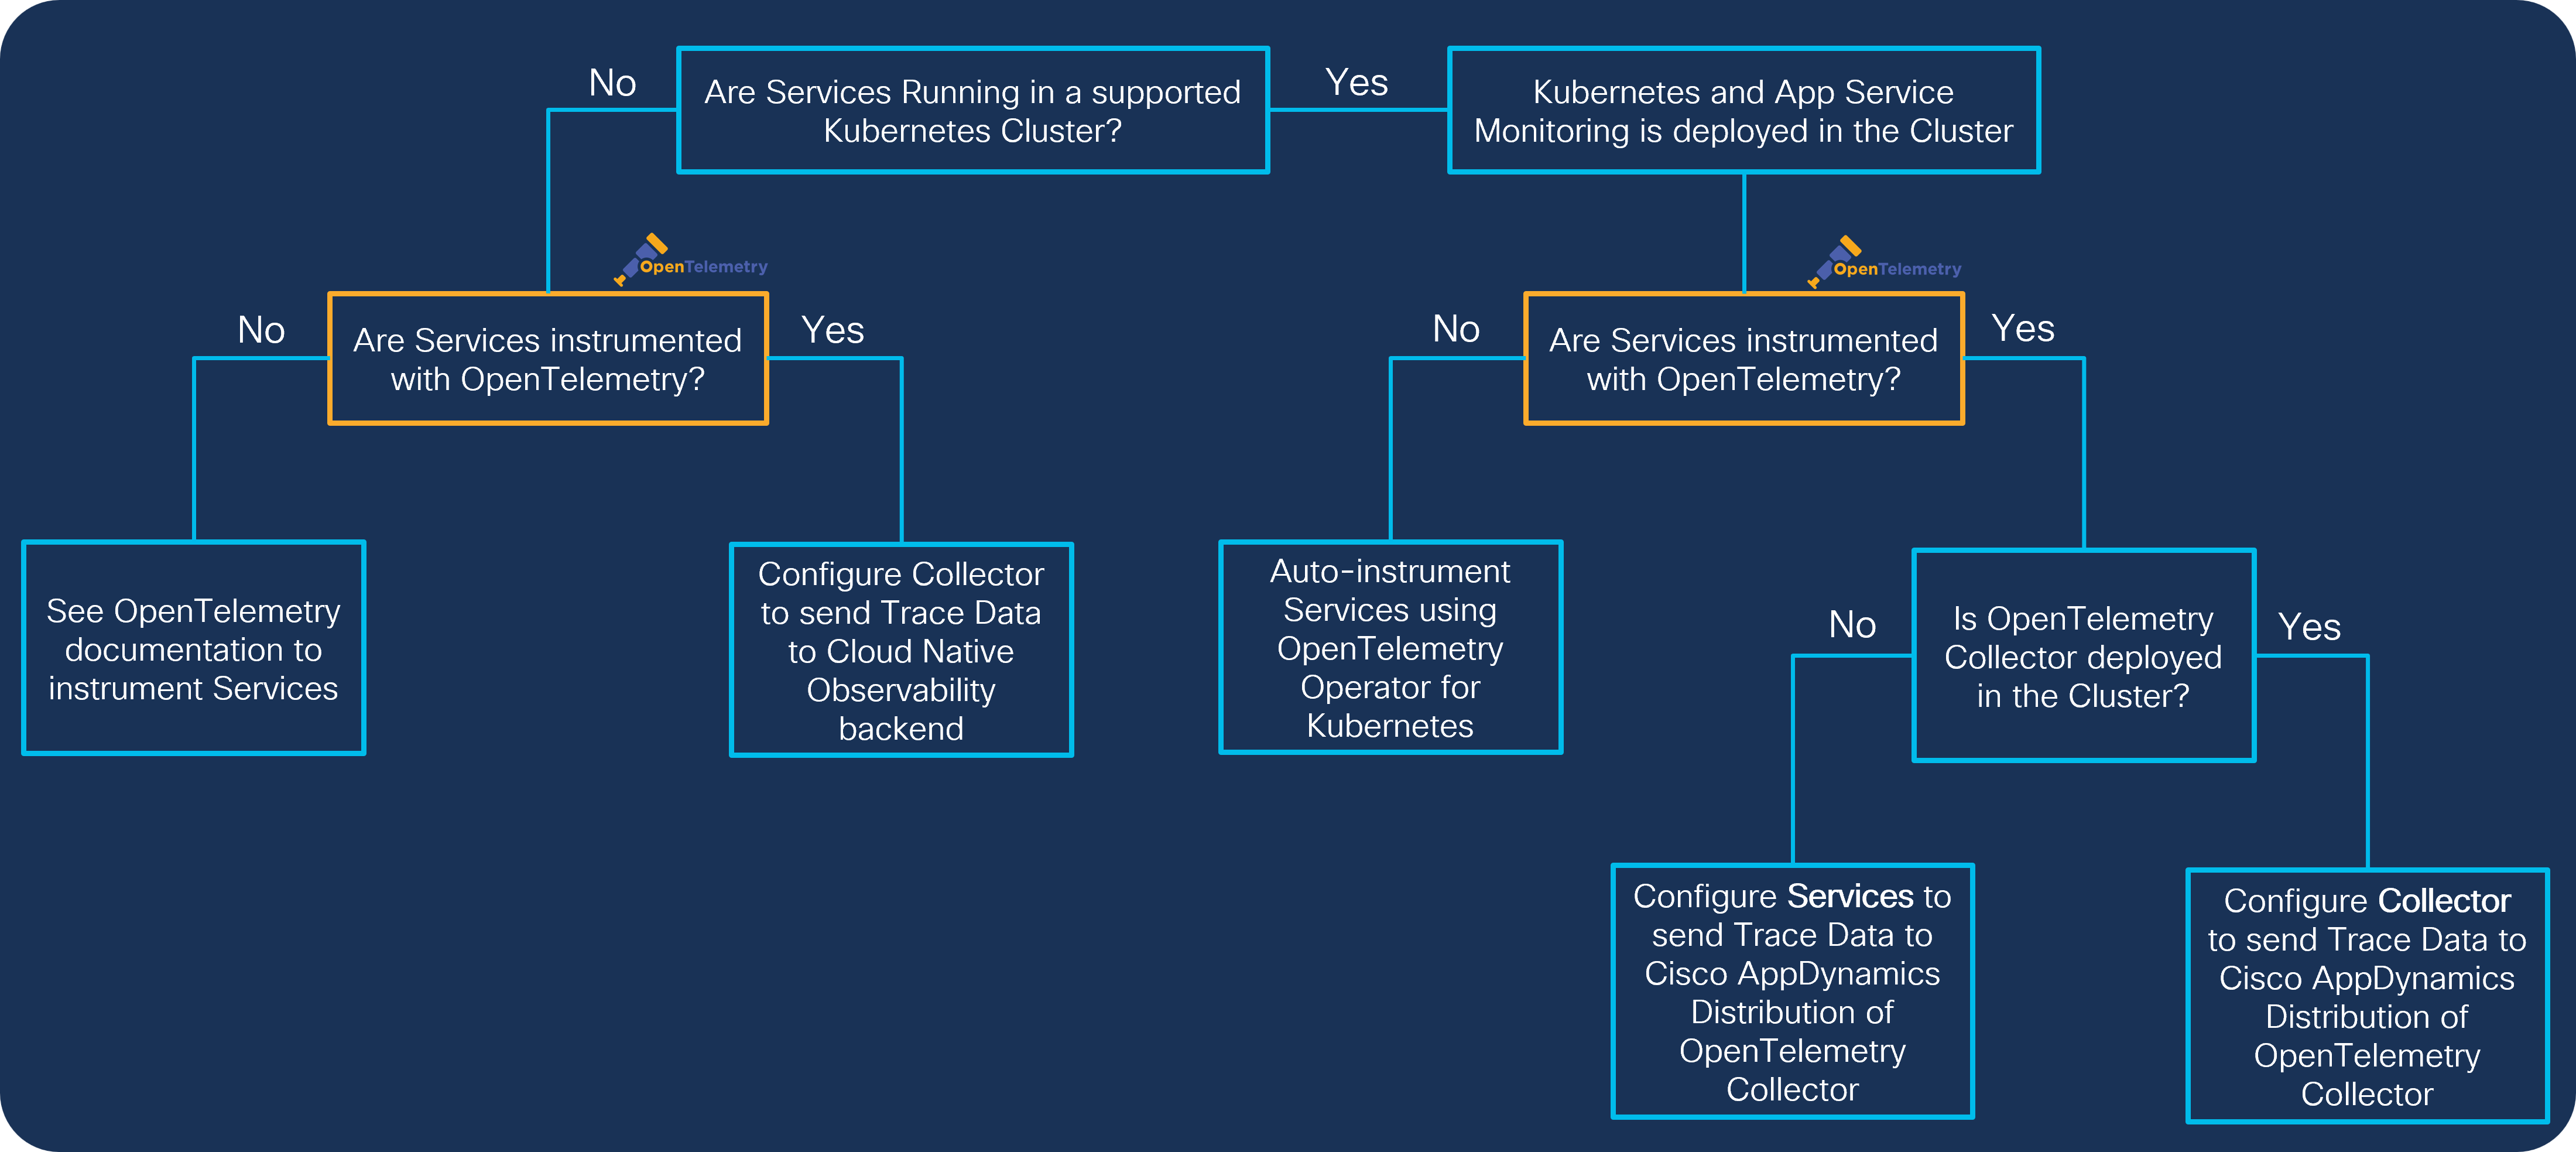 No
Are Services Running in a supported
Kubernetes Cluster?
Yes
Kubernetes and App Service
Monitoring is deployed in the Cluster
OpenTelemetry
No
Are Services instrumented
with OpenTelemetry?
Yes
OpenTelemetry
No
Are Services instrumented
with OpenTelemetry?
Yes
See OpenTelemetry
documentation to
instrument Services
Configure Collector
to send Trace Data
to Cloud Native
Observability
backend
Auto-instrument
Services using
OpenTelemetry
Operator for
Kubernetes
No
Is OpenTelemetry
Collector deployed
in the Cluster?
Yes
Configure Services to
send Trace Data to
Cisco AppDynamics
Distribution of
OpenTelemetry
Collector
Configure Collector
to send Trace Data to
Cisco AppDynamics
Distribution of
OpenTelemetry
Collector